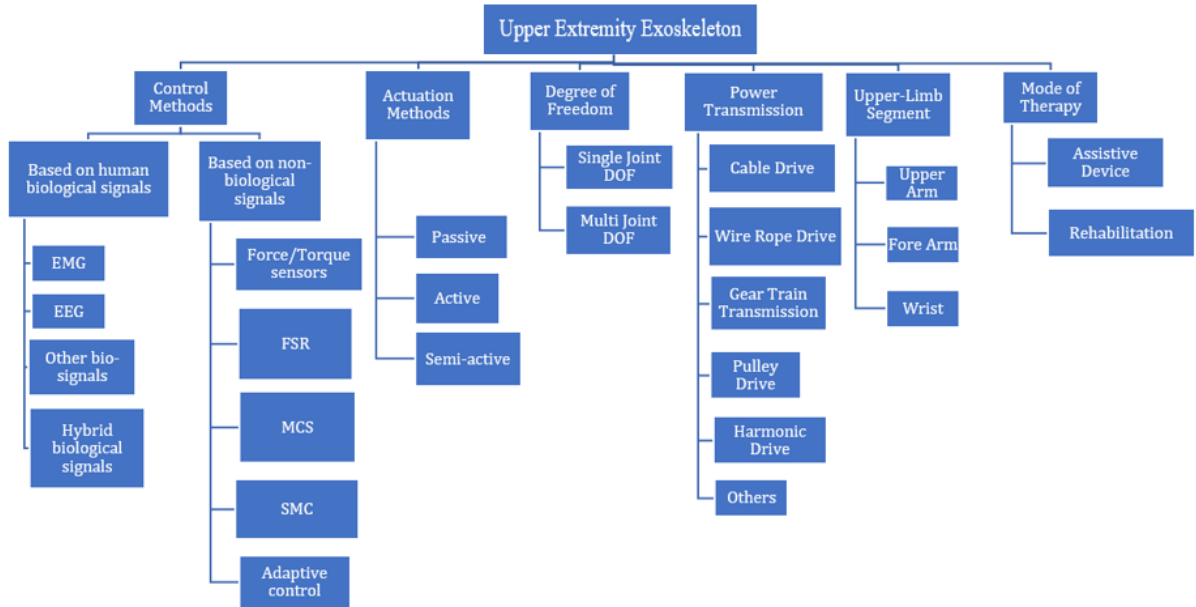 Upper Extremity Exoskeleton
Control
Methods
Based on human
biological signals
EMG
EEG
Other bio-
signals
Hybrid
biological
signals
Based on non-
biological
signals
Force/Torque
sensors
FSR
MCS
SMC
Adaptive
control
Actuation
Methods
Passive
Active
Semi-active
Degree of
Freedom
Single Joint
DOF
Multi Joint
DOF
Power
Transmission
Cable Drive
Wire Rope Drive
Gear Train
Transmission
Pulley
Drive
Harmonic
Drive
Others
Upper-Limb
Segment
Upper
Arm
Fore Arm
Wrist
Mode of
Therapy
Assistive
Device
Rehabilitation